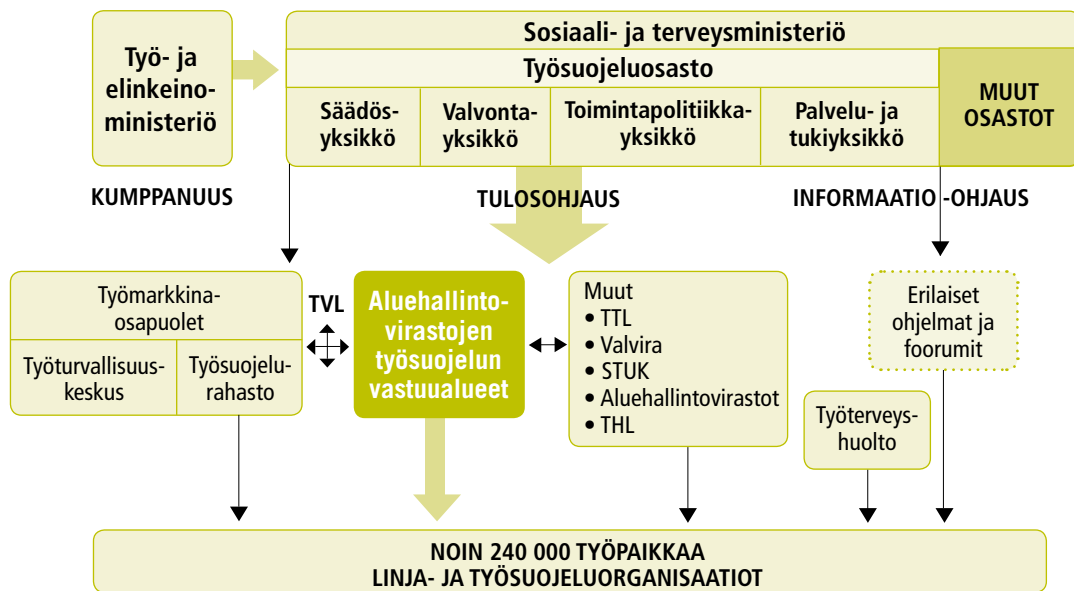 Työ- ja
elinkeino-
ministeriö
Sosiaali- ja terveysministeriö
Työsuojeluosasto
Säädös-
yksikkö
Valvonta-
yksikkö
Toimintapolitiikka-
yksikkö
Palvelu- ja
tukiyksikkö
MUUT
OSASTOT
KUMPPANUUS
TULOSOHJAUS
INFORMAATIO -OHJAUS
Työmarkkina-
osapuolet
Työturvallisuus-
keskus
Työsuojelu-
rahasto
TVL
Aluehallinto-
virastojen
työsuojelun
vastuualueet
Muut
• TTL
• Valvira
• STUK
• Aluehallintovirastot
• THL
Erilaiset
ohjelmat ja
foorumit
Työterveys-
huolto
NOIN 240 000 TYÖPAIKKAA
LINJA- JA TYÖSUOJELUORGANISAATIOT